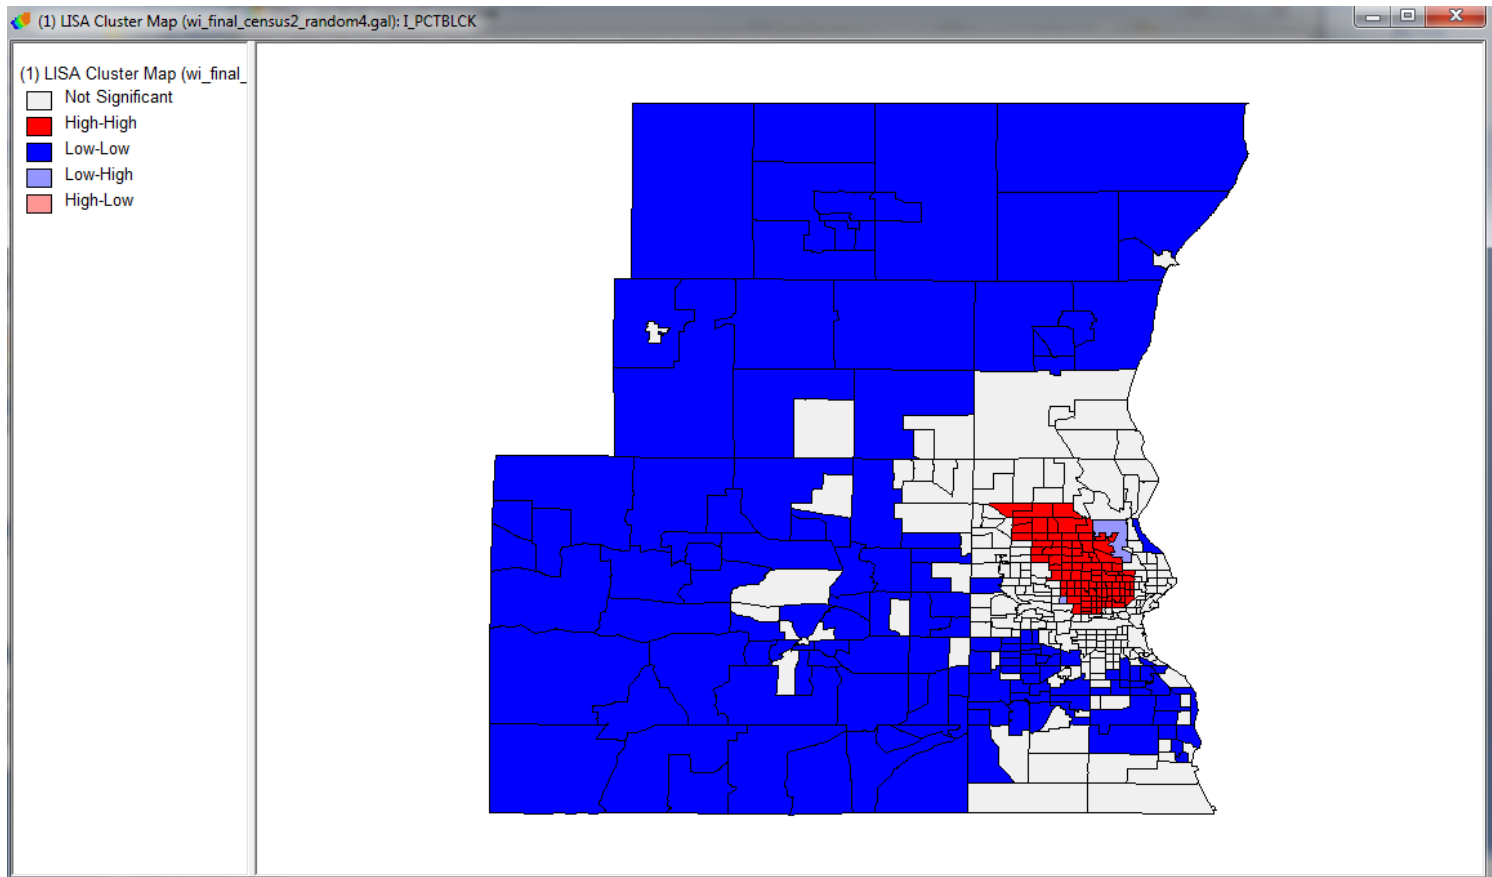 (1) LISA Cluster Map (wi_final_census2_random4.gal): I_PCTBLCK
(1) LISA Cluster Map (wi_final_
Not Significant
High-High
Low-Low
Low-High
High-Low